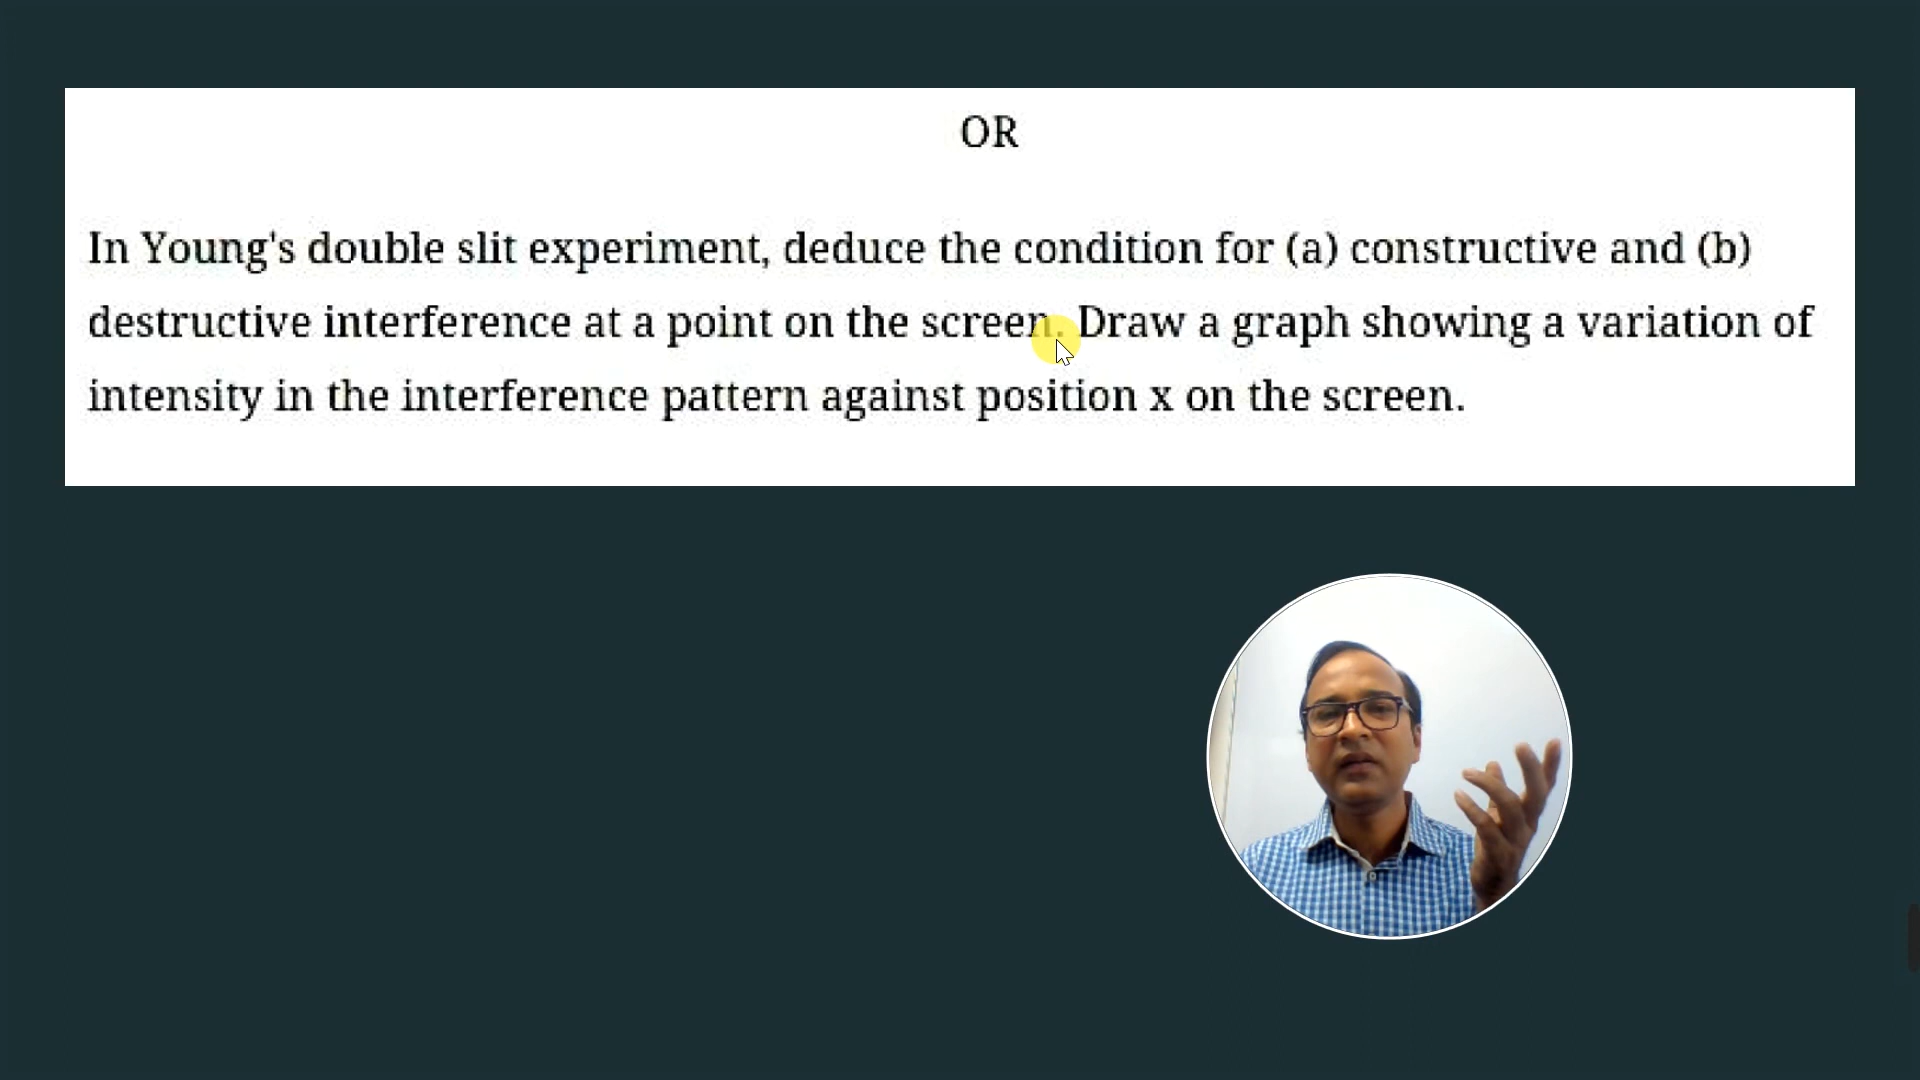 OR
In Young's double slit experiment, deduce the condition for (a) constructive and (b)
destructive interference at a point on the screen. Draw a graph showing a variation of
intensity in the interference pattern against position x on the screen.